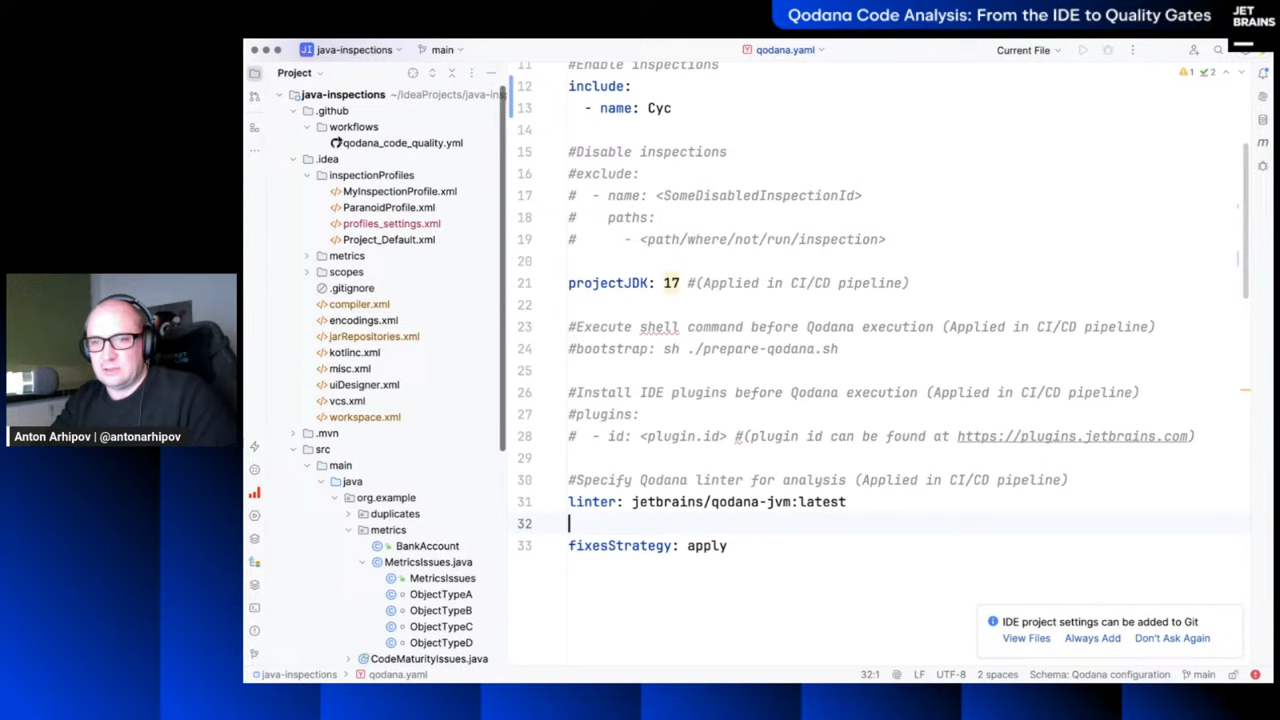 Qodana Code Analysis: From the IDE to Quality Gates
JET
BRAINS
JI java-inspections
main
qodana.yaml
Current File
Project
java-inspections ~/IdeaProjects/java-ins
.github
workflows
qodana_code_quality.yml
.idea
inspectionProfiles
MyInspectionProfile.xml
ParanoidProfile.xml
profiles_settings.xml
Project_Default.xml
metrics
scopes
.gitignore
compiler.xml
encodings.xml
jarRepositories.xml
kotlinc.xml
misc.xml
uiDesigner.xml
vcs.xml
workspace.xml
.mvn
src
main
java
org.example
duplicates
metrics
BankAccount
MetricsIssues.java
MetricsIssues
ObjectTypeA
ObjectTypeB
ObjectTypeC
ObjectTypeD
CodeMaturityIssues.java
11 #Enable inspections
12 include:
13 - name: Cyc
14
15 #Disable inspections
16 #exclude:
17 # - name: <SomeDisabledInspectionId>
18 # paths:
19 # - <path/where/not/run/inspection>
20
21 projectJDK: 17 #(Applied in CI/CD pipeline)
22
23 #Execute shell command before Qodana execution (Applied in CI/CD pipeline)
24 #bootstrap: sh ./prepare-qodana.sh
25
26 #Install IDE plugins before Qodana execution (Applied in CI/CD pipeline)
27 #plugins:
28 # - id: <plugin.id> #(plugin id can be found at https://plugins.jetbrains.com)
29
30 #Specify Qodana linter for analysis (Applied in CI/CD pipeline)
31 linter: jetbrains/qodana-jvm:latest
32
33 fixesStrategy: apply
1 2
IDE project settings can be added to Git
View Files Always Add Don't Ask Again
java-inspections > qodana.yaml
32:1 LF UTF-8 2 spaces Schema: Qodana configuration main
Anton Arhipov | @antonarhipov